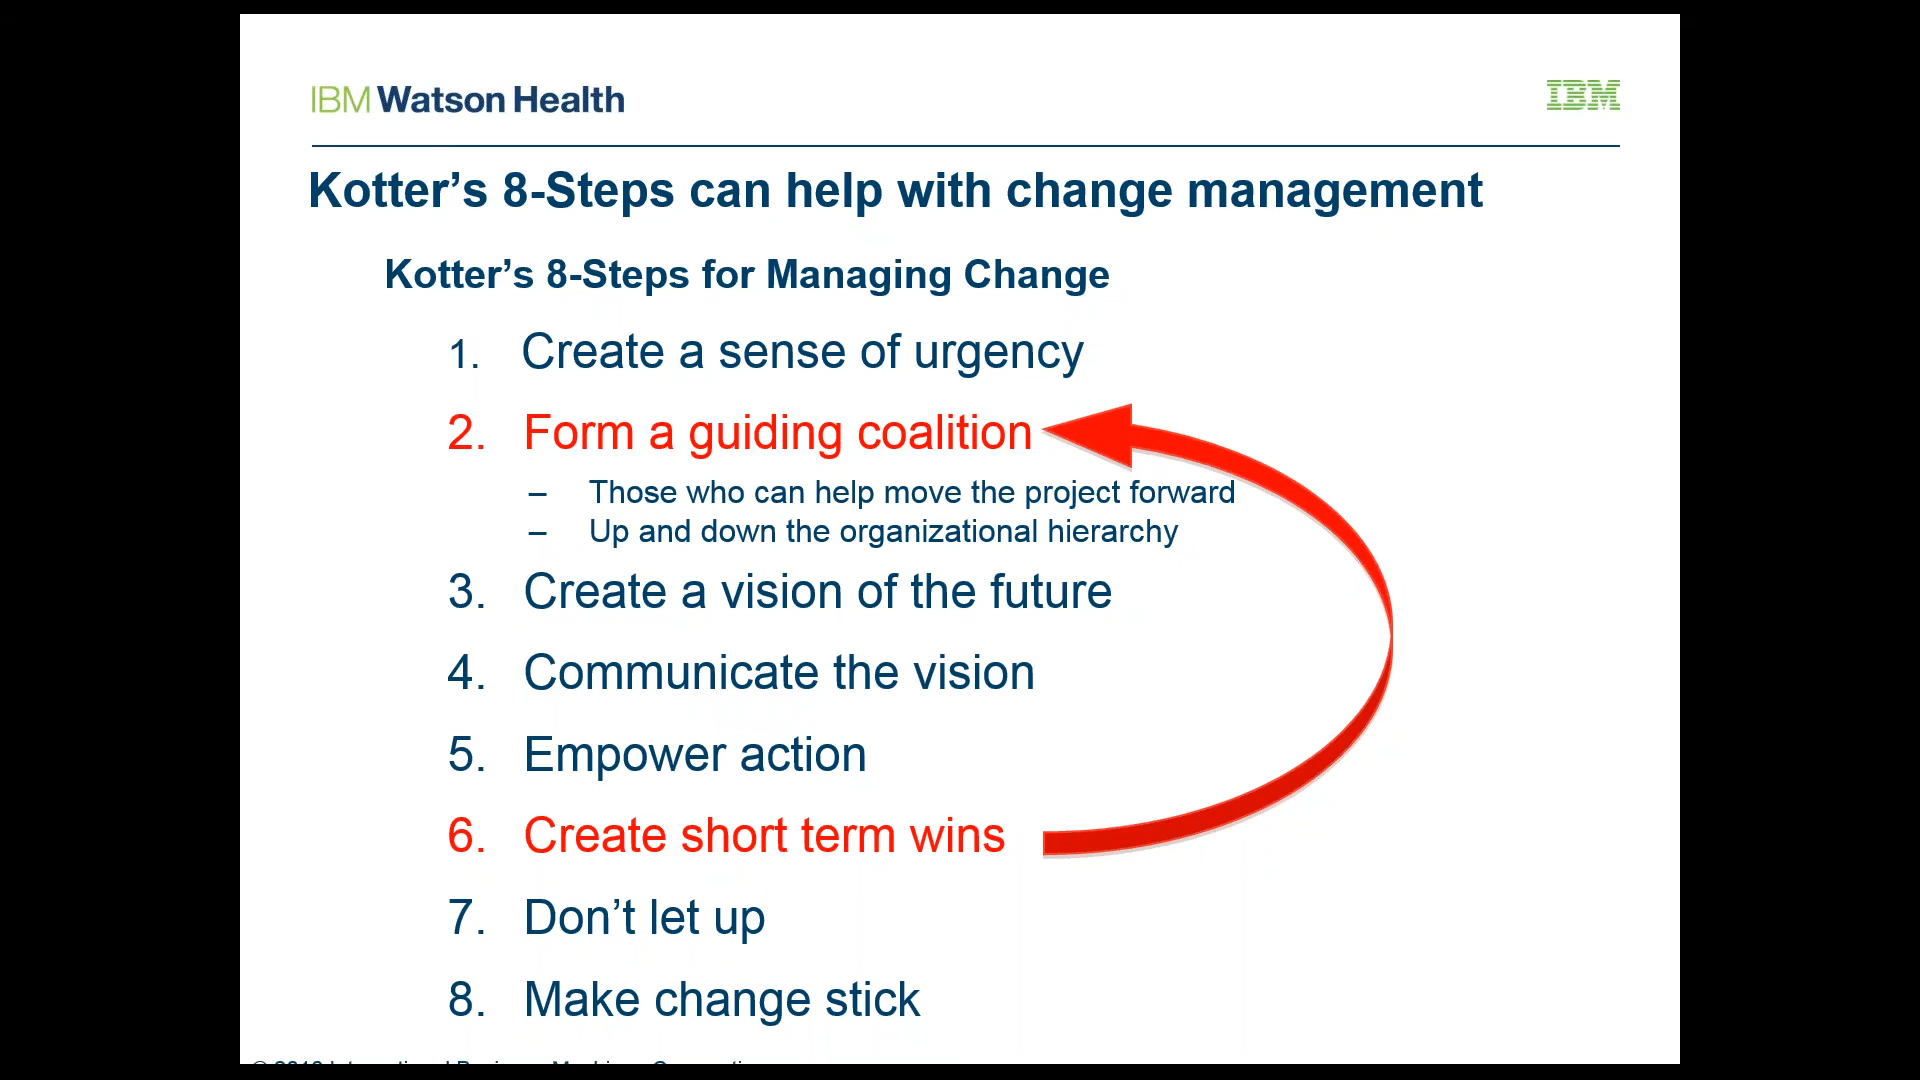 IBM Watson Health
IBM
Kotter’s 8-Steps can help with change management
Kotter’s 8-Steps for Managing Change
1. Create a sense of urgency
2. Form a guiding coalition
– Those who can help move the project forward
– Up and down the organizational hierarchy
3. Create a vision of the future
4. Communicate the vision
5. Empower action
6. Create short term wins
7. Don’t let up
8. Make change stick